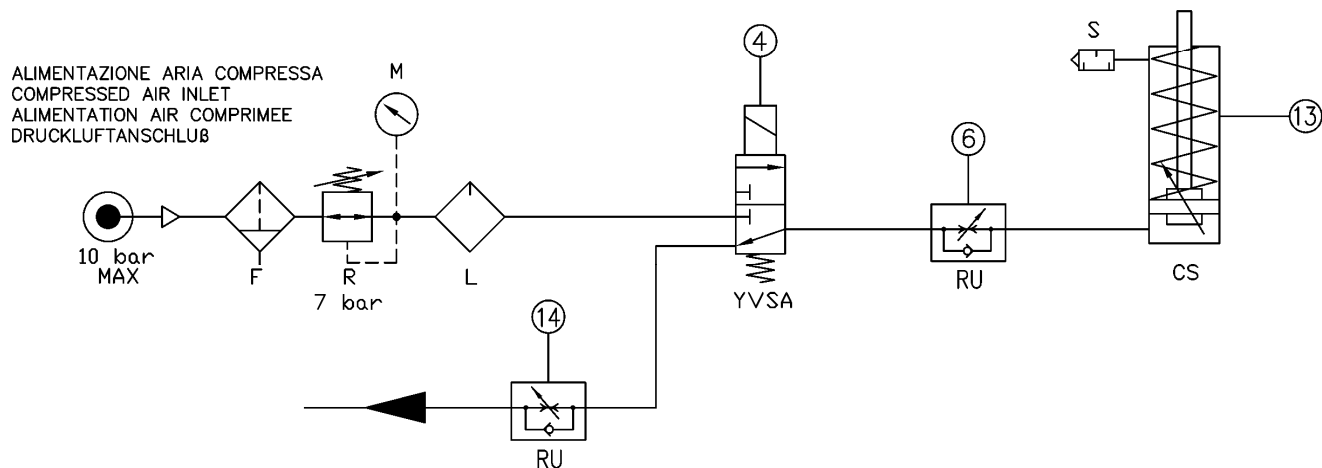 ALIMENTAZIONE ARIA COMPRESSA
COMPRESSED AIR INLET
ALIMENTATION AIR COMPRIMEE
DRUCKLUFTANSCHLUß
M
4
S
6
13
10 bar
MAX
F
R
7 bar
L
YVSA
RU
CS
14
RU